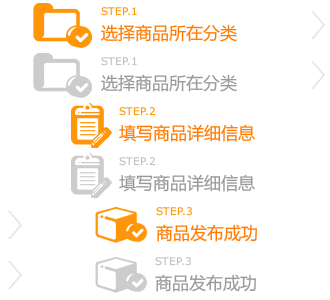 STEP.1
选择商品所在分类
STEP.1
选择商品所在分类
STEP.2
填写商品详细信息
STEP.2
填写商品详细信息
STEP.3
商品发布成功
STEP.3
商品发布成功